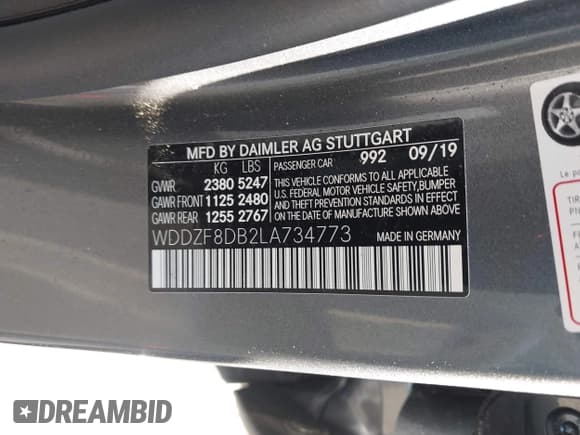 MFD BY DAIMLER AG STUTTGART
KG LBS PASSENGER CAR 992 09/19
GVWR 2380 5247
GAWR FRONT 1125 2480
GAWR REAR 1255 2767
THIS VEHICLE CONFORMS TO ALL APPLICABLE
U.S. FEDERAL MOTOR VEHICLE SAFETY, BUMPER
AND THEFT PREVENTION STANDARDS IN EFFECT
ON THE DATE OF MANUFACTURE SHOWN ABOVE.
WDDZF8DB2LA734773 MADE IN GERMANY
Le
TIR
DREAMBID